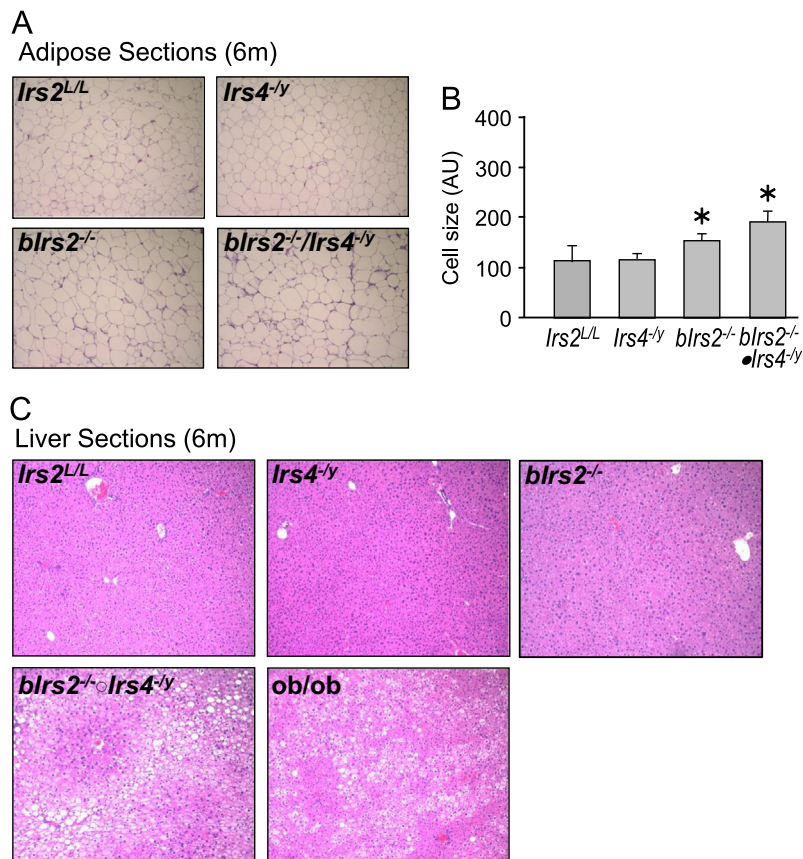 A
Adipose Sections (6m)
Irs2L/L
Irs4-/y
bIrs2-/-
bIrs2-/-/Irs4-/y
B
Cell size (AU)
400
300
200
100
0
*
*
Irs2L/L
Irs4-/y
bIrs2-/-
bIrs2-/-
●Irs4-/y
C
Liver Sections (6m)
Irs2L/L
Irs4-/y
bIrs2-/-
bIrs2-/-○Irs4-/y
ob/ob